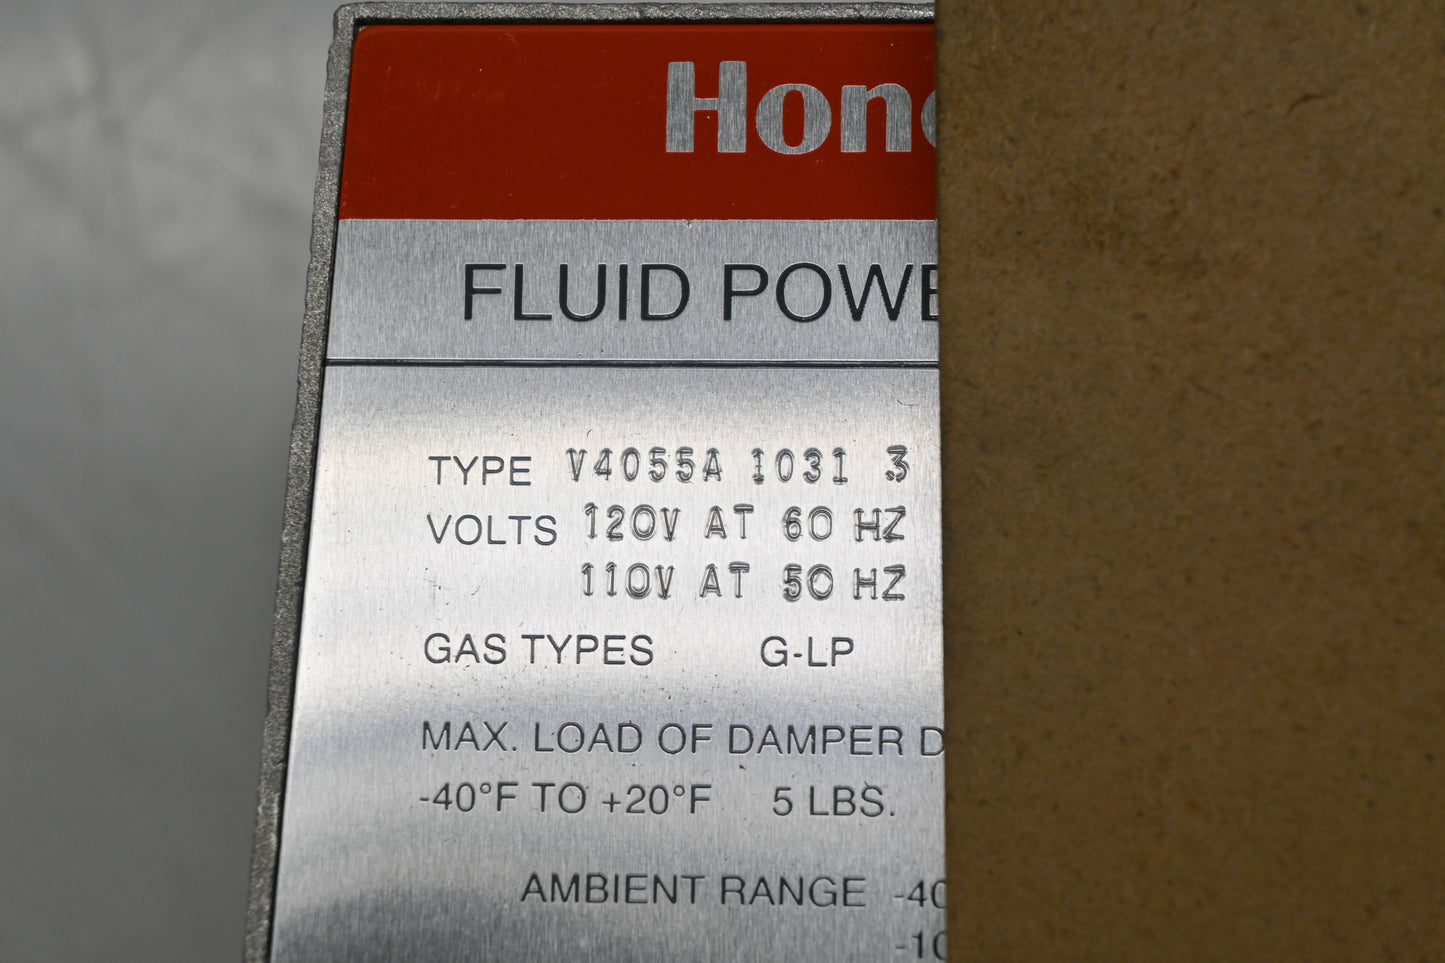 Hon
FLUID POWE
TYPE V4055A 1031 3
VOLTS 120V AT 60 HZ
110V AT 50 HZ
GAS TYPES G-LP
MAX. LOAD OF DAMPER D
-40°F TO +20°F 5 LBS.
AMBIENT RANGE -40
-10